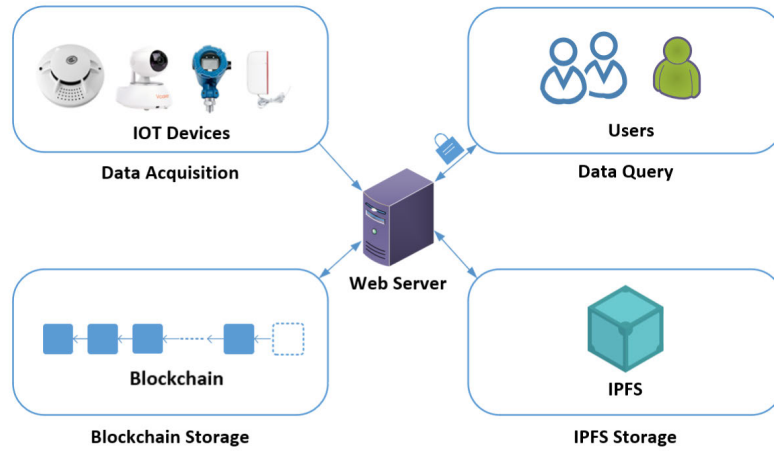 IOT Devices
Data Acquisition
Users
Data Query
Web Server
Blockchain
Blockchain Storage
IPFS
IPFS Storage